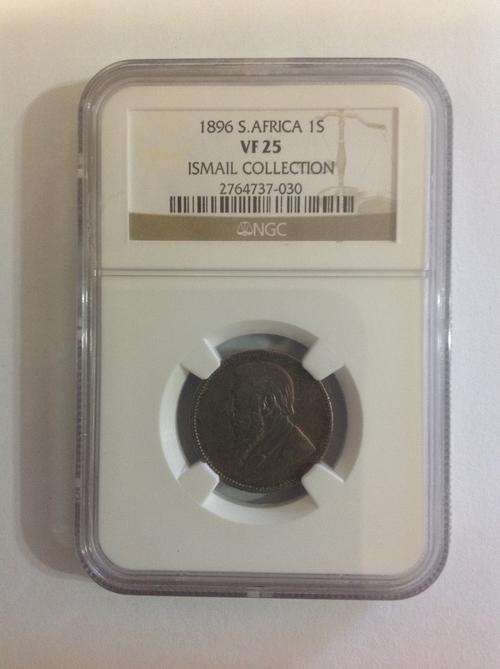 1896 S.AFRICA 1S
VF 25
ISMAIL COLLECTION
2764737-030
NGC